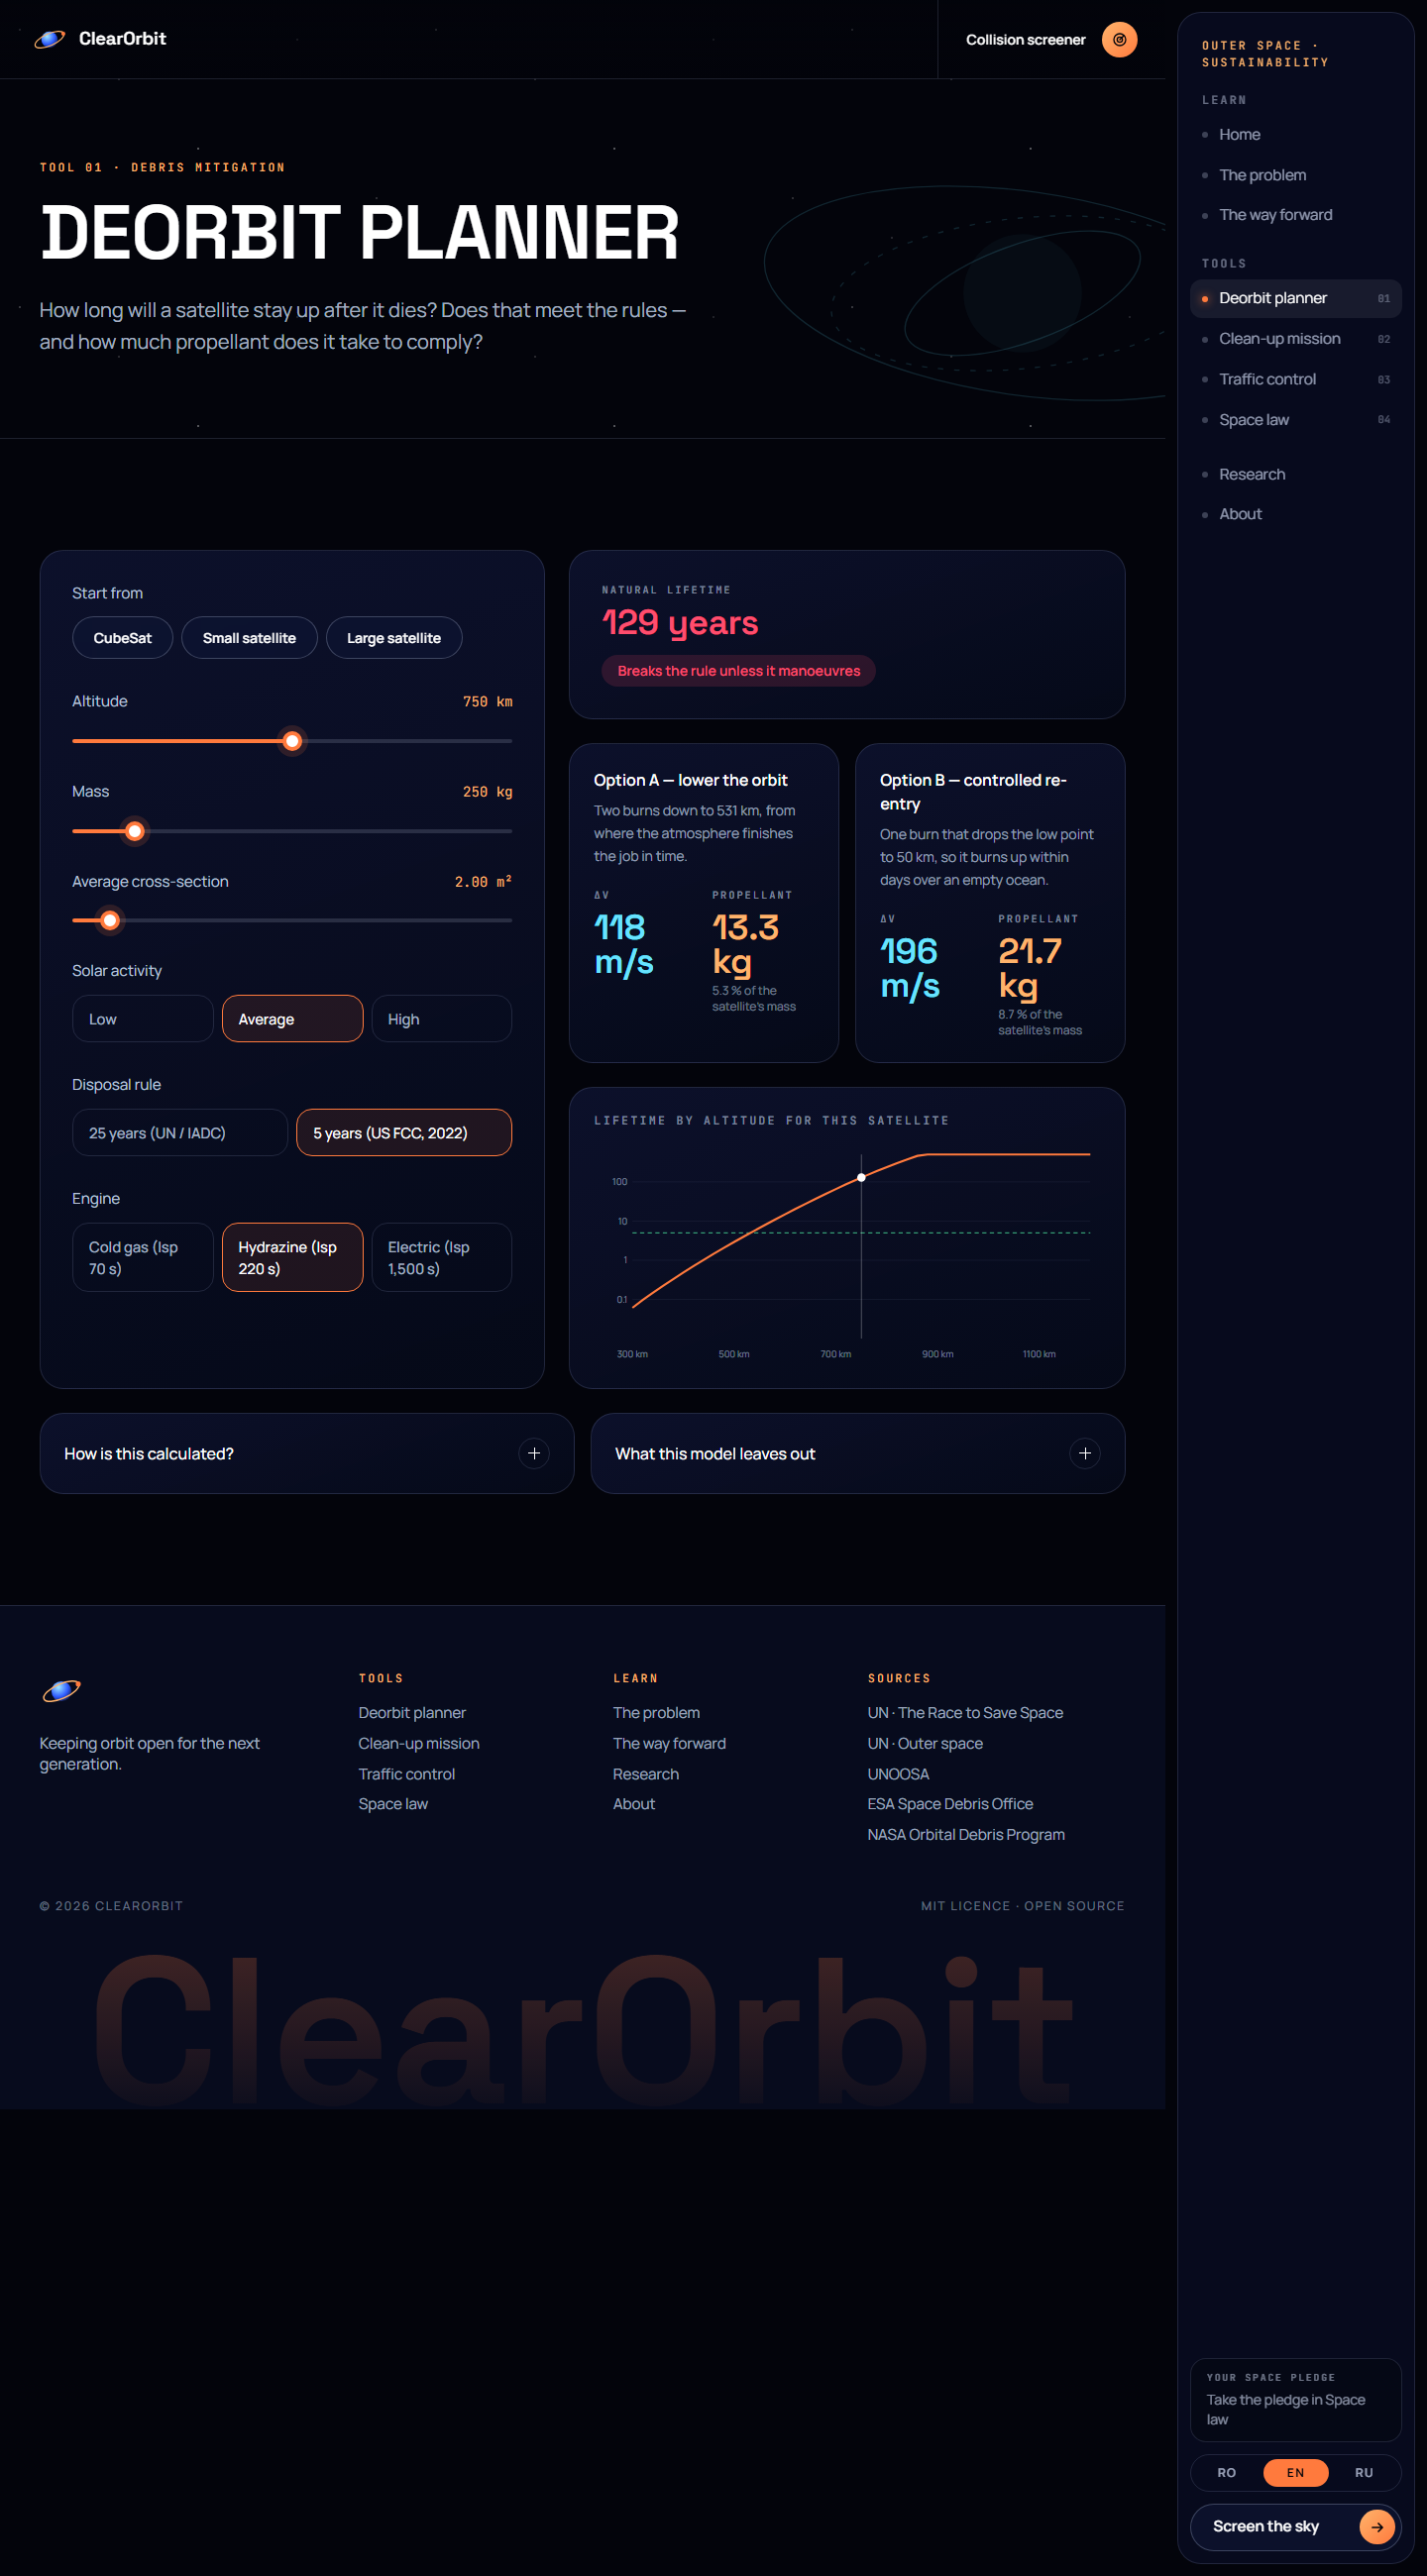 ClearOrbit
Collision screener
TOOL 01 · DEBRIS MITIGATION
DEORBIT PLANNER
How long will a satellite stay up after it dies? Does that meet the rules —
and how much propellant does it take to comply?
Start from
CubeSat
Small satellite
Large satellite
Altitude
750 km
Mass
250 kg
Average cross-section
2.00 m²
Solar activity
Low
Average
High
Disposal rule
25 years (UN / IADC)
5 years (US FCC, 2022)
Engine
Cold gas (Isp
70 s)
Hydrazine (Isp
220 s)
Electric (Isp
1,500 s)
NATURAL LIFETIME
129 years
Breaks the rule unless it manoeuvres
Option A — lower the orbit
Two burns down to 531 km, from
where the atmosphere finishes
the job in time.
ΔV
118
m/s
PROPELLANT
13.3
kg
5.3 % of the
satellite's mass
Option B — controlled re-
entry
One burn that drops the low point
to 50 km, so it burns up within
days over an empty ocean.
ΔV
196
m/s
PROPELLANT
21.7
kg
8.7 % of the
satellite's mass
LIFETIME BY ALTITUDE FOR THIS SATELLITE
100
10
1
0.1
300 km
500 km
700 km
900 km
1100 km
How is this calculated?
What this model leaves out
Keeping orbit open for the next
generation.
TOOLS
Deorbit planner
Clean-up mission
Traffic control
Space law
LEARN
The problem
The way forward
Research
About
SOURCES
UN · The Race to Save Space
UN · Outer space
UNOOSA
ESA Space Debris Office
NASA Orbital Debris Program
© 2026 CLEARORBIT
MIT LICENCE · OPEN SOURCE
ClearOrbit
OUTER SPACE ·
SUSTAINABILITY
LEARN
Home
The problem
The way forward
TOOLS
Deorbit planner 01
Clean-up mission 02
Traffic control 03
Space law 04
Research
About
YOUR SPACE PLEDGE
Take the pledge in Space
law
RO
EN
RU
Screen the sky